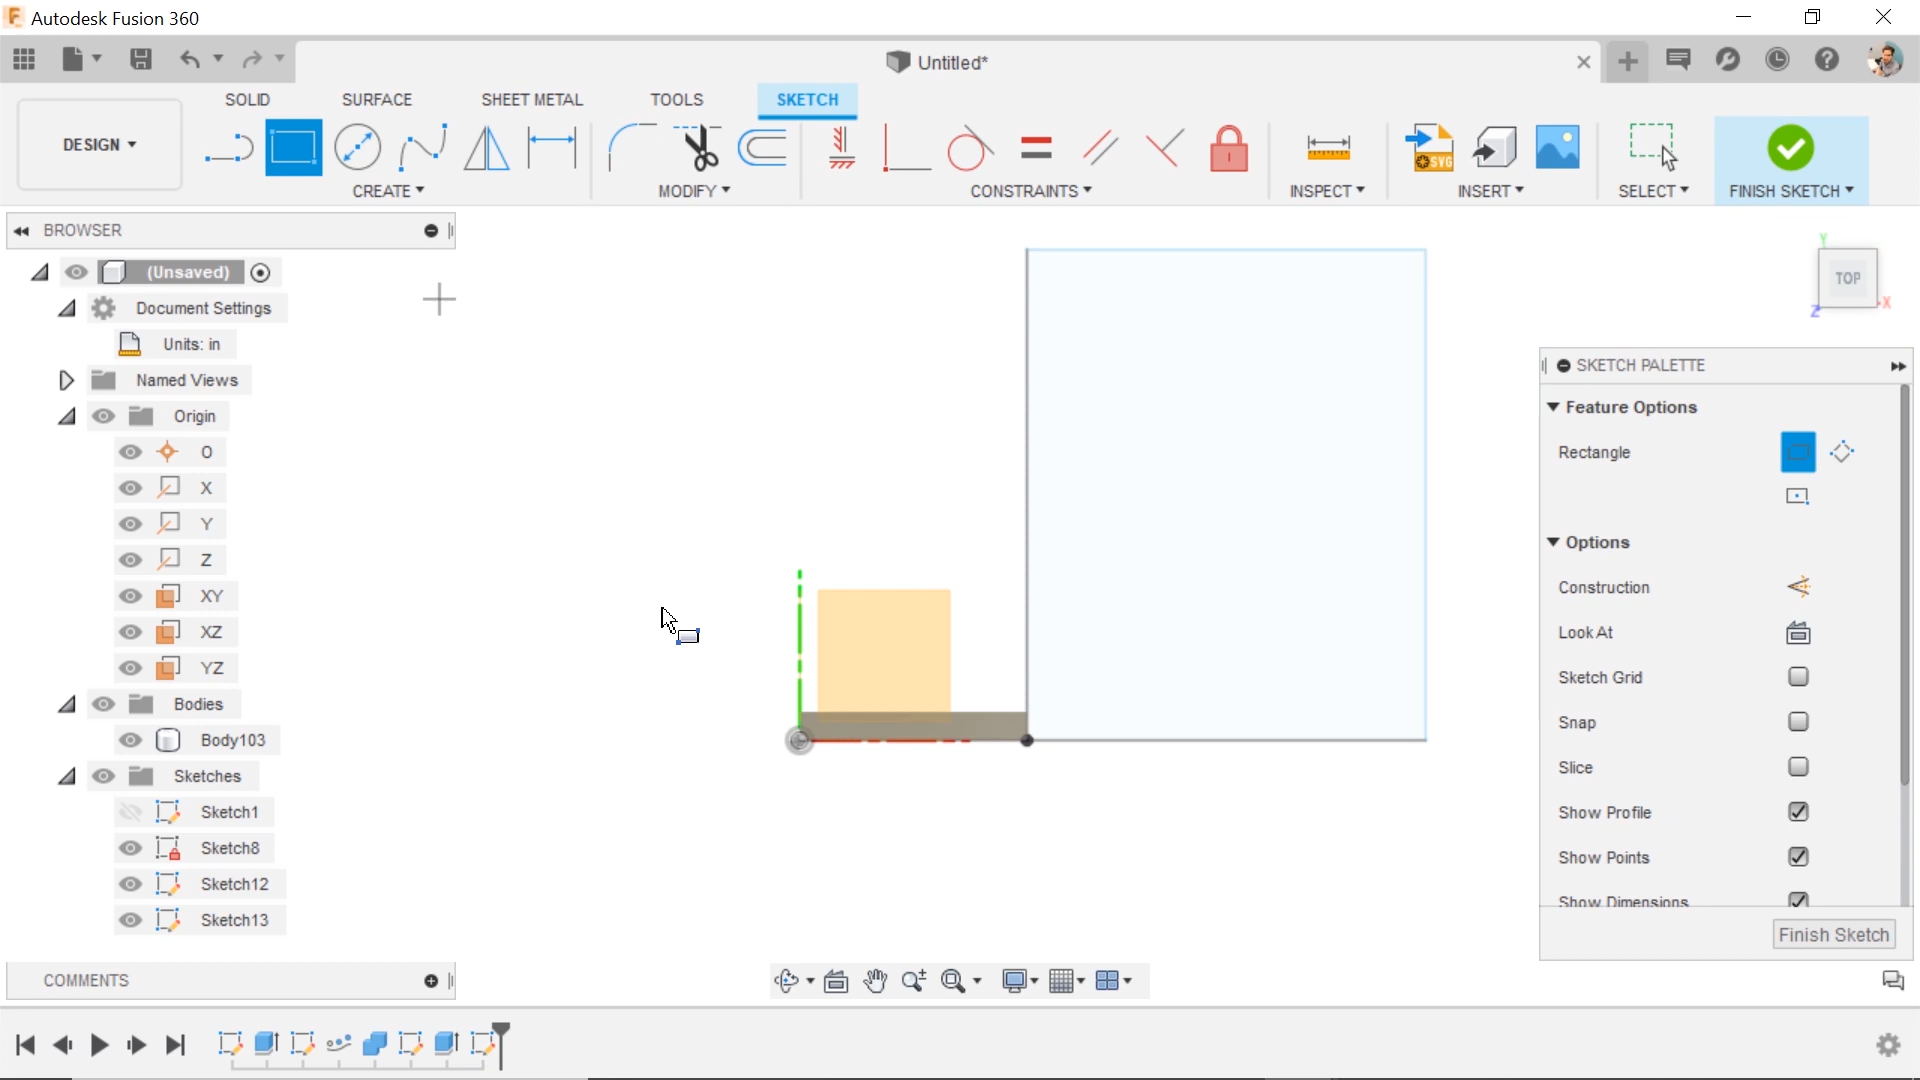 Autodesk Fusion 360
Untitled*
SOLID
SURFACE
SHEET METAL
TOOLS
SKETCH
DESIGN
SVG
CREATE
MODIFY
CONSTRAINTS
INSPECT
INSERT
SELECT
FINISH SKETCH
BROWSER
(Unsaved)
Document Settings
Units: in
Named Views
Origin
O
X
Y
Z
XY
XZ
YZ
Bodies
Body103
Sketches
Sketch1
Sketch8
Sketch12
Sketch13
COMMENTS
Y
TOP
X
Z
SKETCH PALETTE
Feature Options
Rectangle
Options
Construction
Look At
Sketch Grid
Snap
Slice
Show Profile
Show Points
Show Dimensions
Finish Sketch